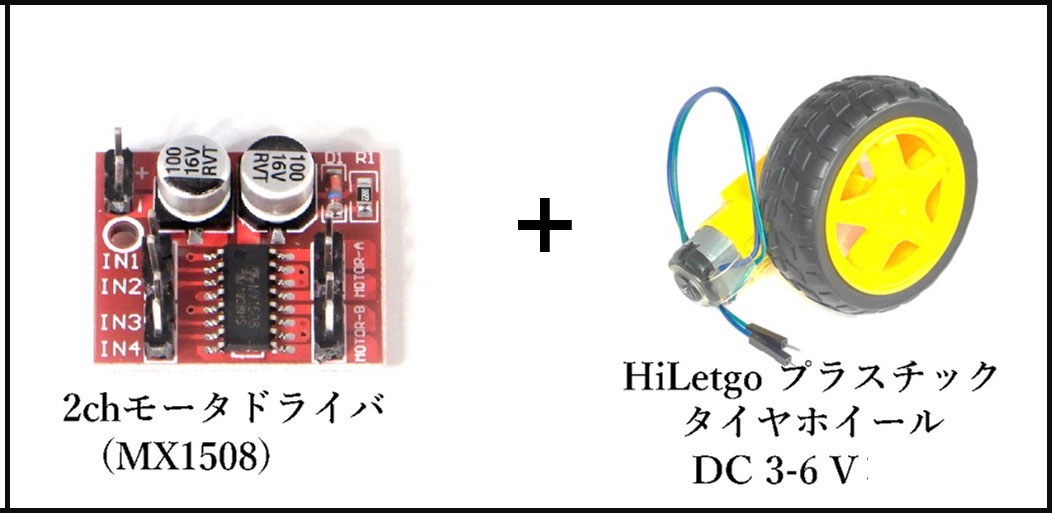 100
16V
RVT
100
16V
RVT
D1 R1
+
IN1
IN2
IN3
IN4
MOTOR-A
MOTOR-B
+
2chモータドライバ
（MX1508）
HiLetgo プラスチック
タイヤホイール
DC 3-6 V